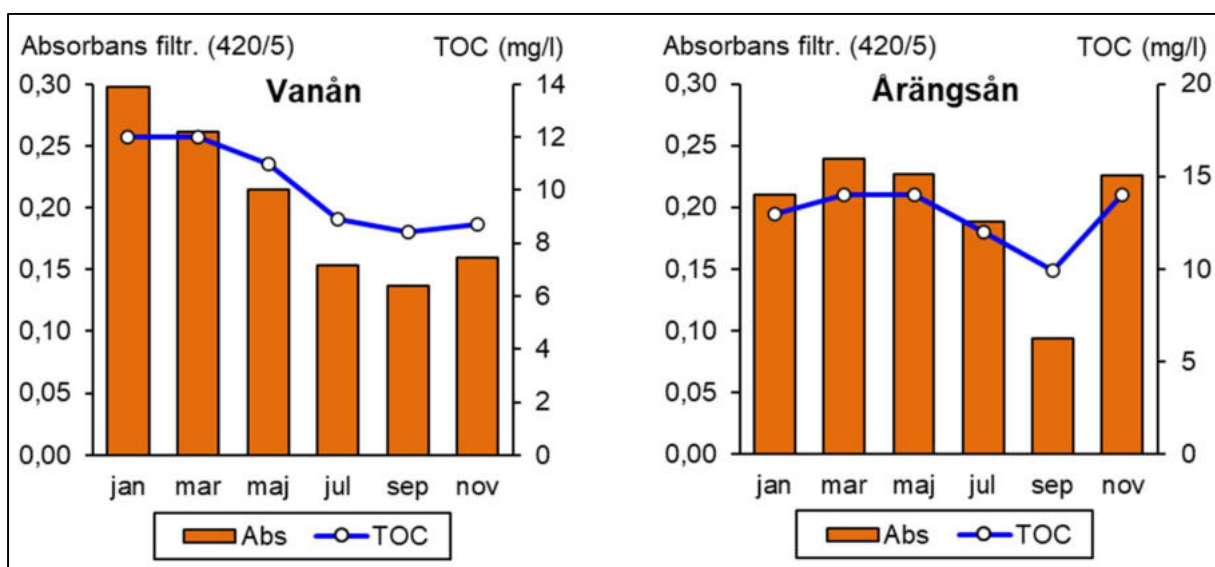 Absorbans filtr. (420/5) TOC (mg/l)
Vanån
0,30 14
0,25 12
0,20 10
0,15 8
0,10 6
0,05 4
0,00 2
0
jan mar maj jul sep nov
Abs TOC
Absorbans filtr. (420/5) TOC (mg/l)
Årängsån
0,30 20
0,25
0,20 15
0,15 10
0,10
0,05 5
0,00 0
jan mar maj jul sep nov
Abs TOC